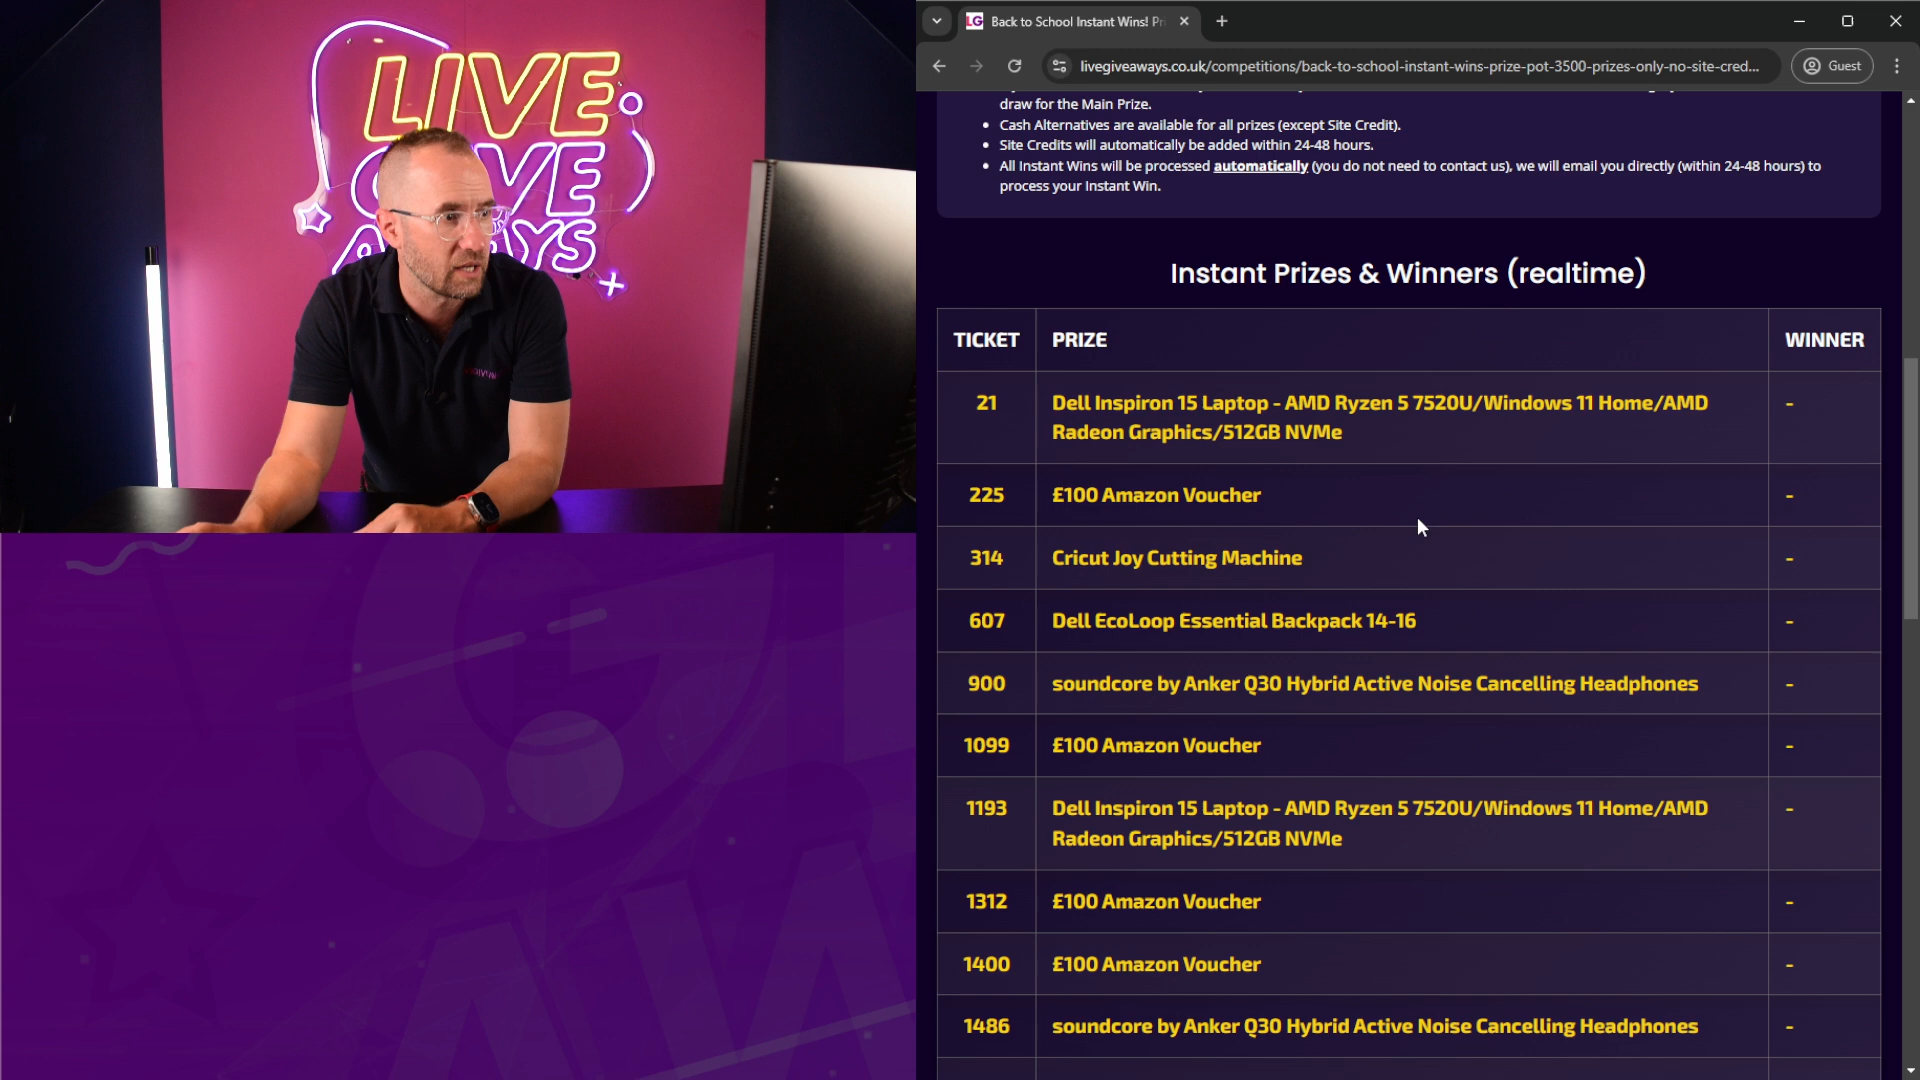 LIVE
GIVE
AWAYS
LG Back to School Instant Wins! Pri
livegiveaways.co.uk/competitions/back-to-school-instant-wins-prize-pot-3500-prizes-only-no-site-cred...
Guest
draw for the Main Prize.
• Cash Alternatives are available for all prizes (except Site Credit).
• Site Credits will automatically be added within 24-48 hours.
• All Instant Wins will be processed automatically (you do not need to contact us), we will email you directly (within 24-48 hours) to
process your Instant Win.
Instant Prizes & Winners (realtime)
TICKET PRIZE WINNER
21 Dell Inspiron 15 Laptop - AMD Ryzen 5 7520U/Windows 11 Home/AMD -
Radeon Graphics/512GB NVMe
225 £100 Amazon Voucher -
314 Cricut Joy Cutting Machine -
607 Dell EcoLoop Essential Backpack 14-16 -
900 soundcore by Anker Q30 Hybrid Active Noise Cancelling Headphones -
1099 £100 Amazon Voucher -
1193 Dell Inspiron 15 Laptop - AMD Ryzen 5 7520U/Windows 11 Home/AMD -
Radeon Graphics/512GB NVMe
1312 £100 Amazon Voucher -
1400 £100 Amazon Voucher -
1486 soundcore by Anker Q30 Hybrid Active Noise Cancelling Headphones -